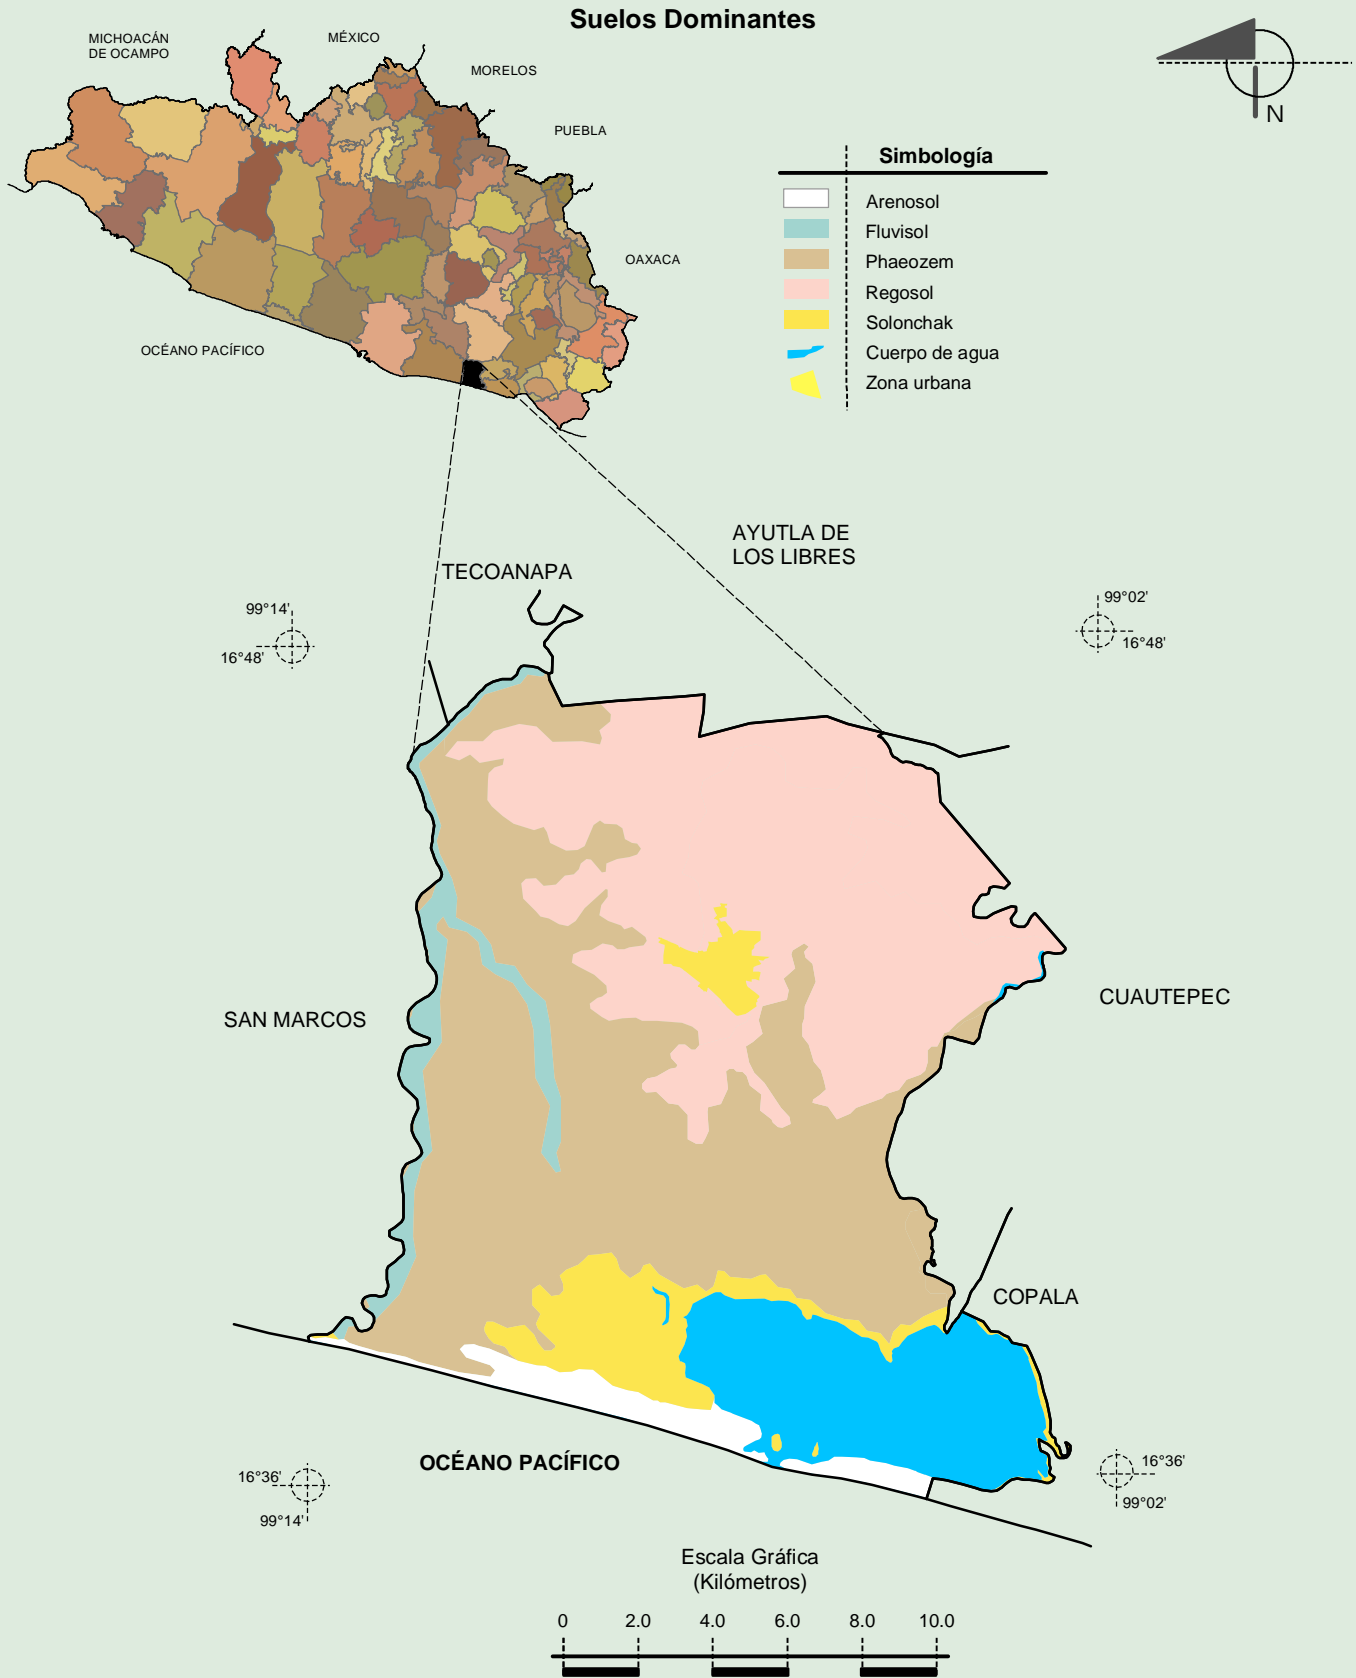 Suelos Dominantes
MICHOACÁN
DE OCAMPO
MÉXICO
MORELOS
PUEBLA
OAXACA
OCÉANO PACÍFICO
N
Simbología
Arenosol
Fluvisol
Phaeozem
Regosol
Solonchak
Cuerpo de agua
Zona urbana
AYUTLA DE
LOS LIBRES
TECOANAPA
99°14'
16°48'
99°02'
16°48'
SAN MARCOS
CUAUTEPEC
COPALA
OCÉANO PACÍFICO
16°36'
99°14'
16°36'
99°02'
Escala Gráfica
(Kilómetros)
0 2.0 4.0 6.0 8.0 10.0